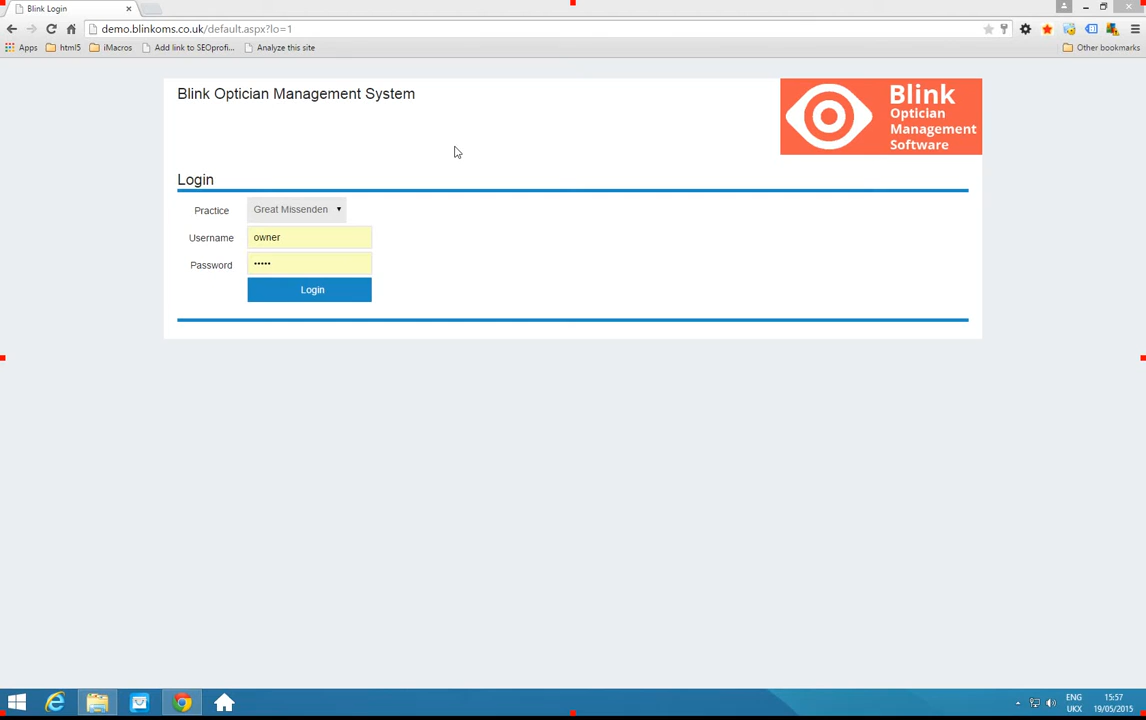 Blink Login
demo.blinkoms.co.uk/default.aspx?lo=1
Apps html5 iMacros Add link to SEOprofi... Analyze this site Other bookmarks
Blink Optician Management System
Blink
Optician
Management
Software
Login
Practice Great Missenden
Username owner
Password •••••
Login
ENG 15:57
UKX 19/05/2015